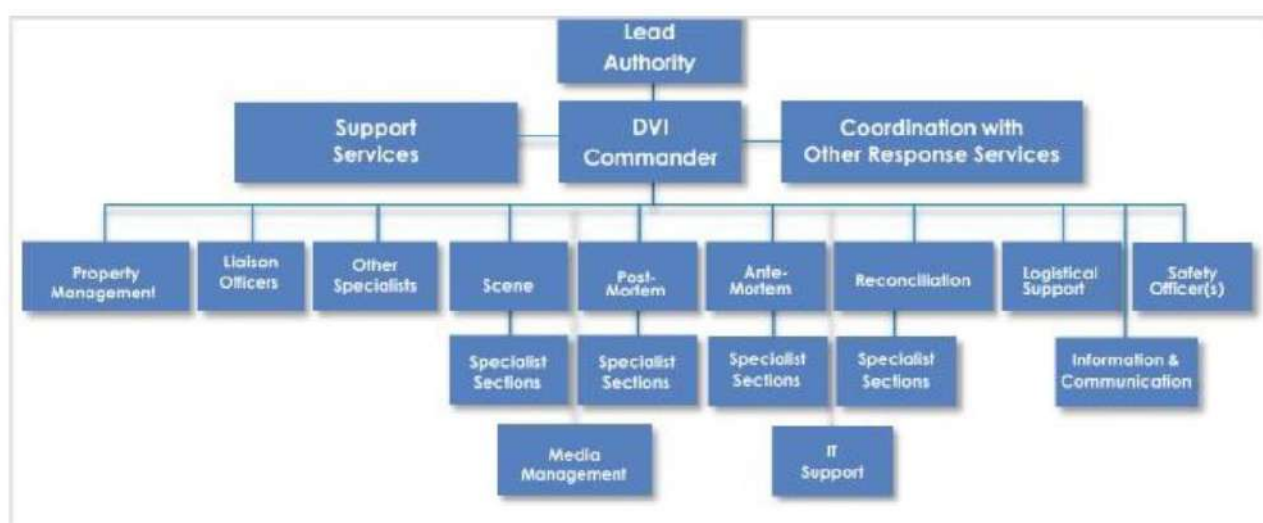 Lead
Authority
Support
Services
DVI
Commander
Coordination with
Other Response Services
Property
Management
Liaison
Officers
Other
Specialists
Scene
Post-
Mortem
Ante-
Mortem
Reconciliation
Logistical
Support
Safety
Officer(s)
Specialist
Sections
Specialist
Sections
Specialist
Sections
Specialist
Sections
Information &
Communication
Media
Management
IT
Support